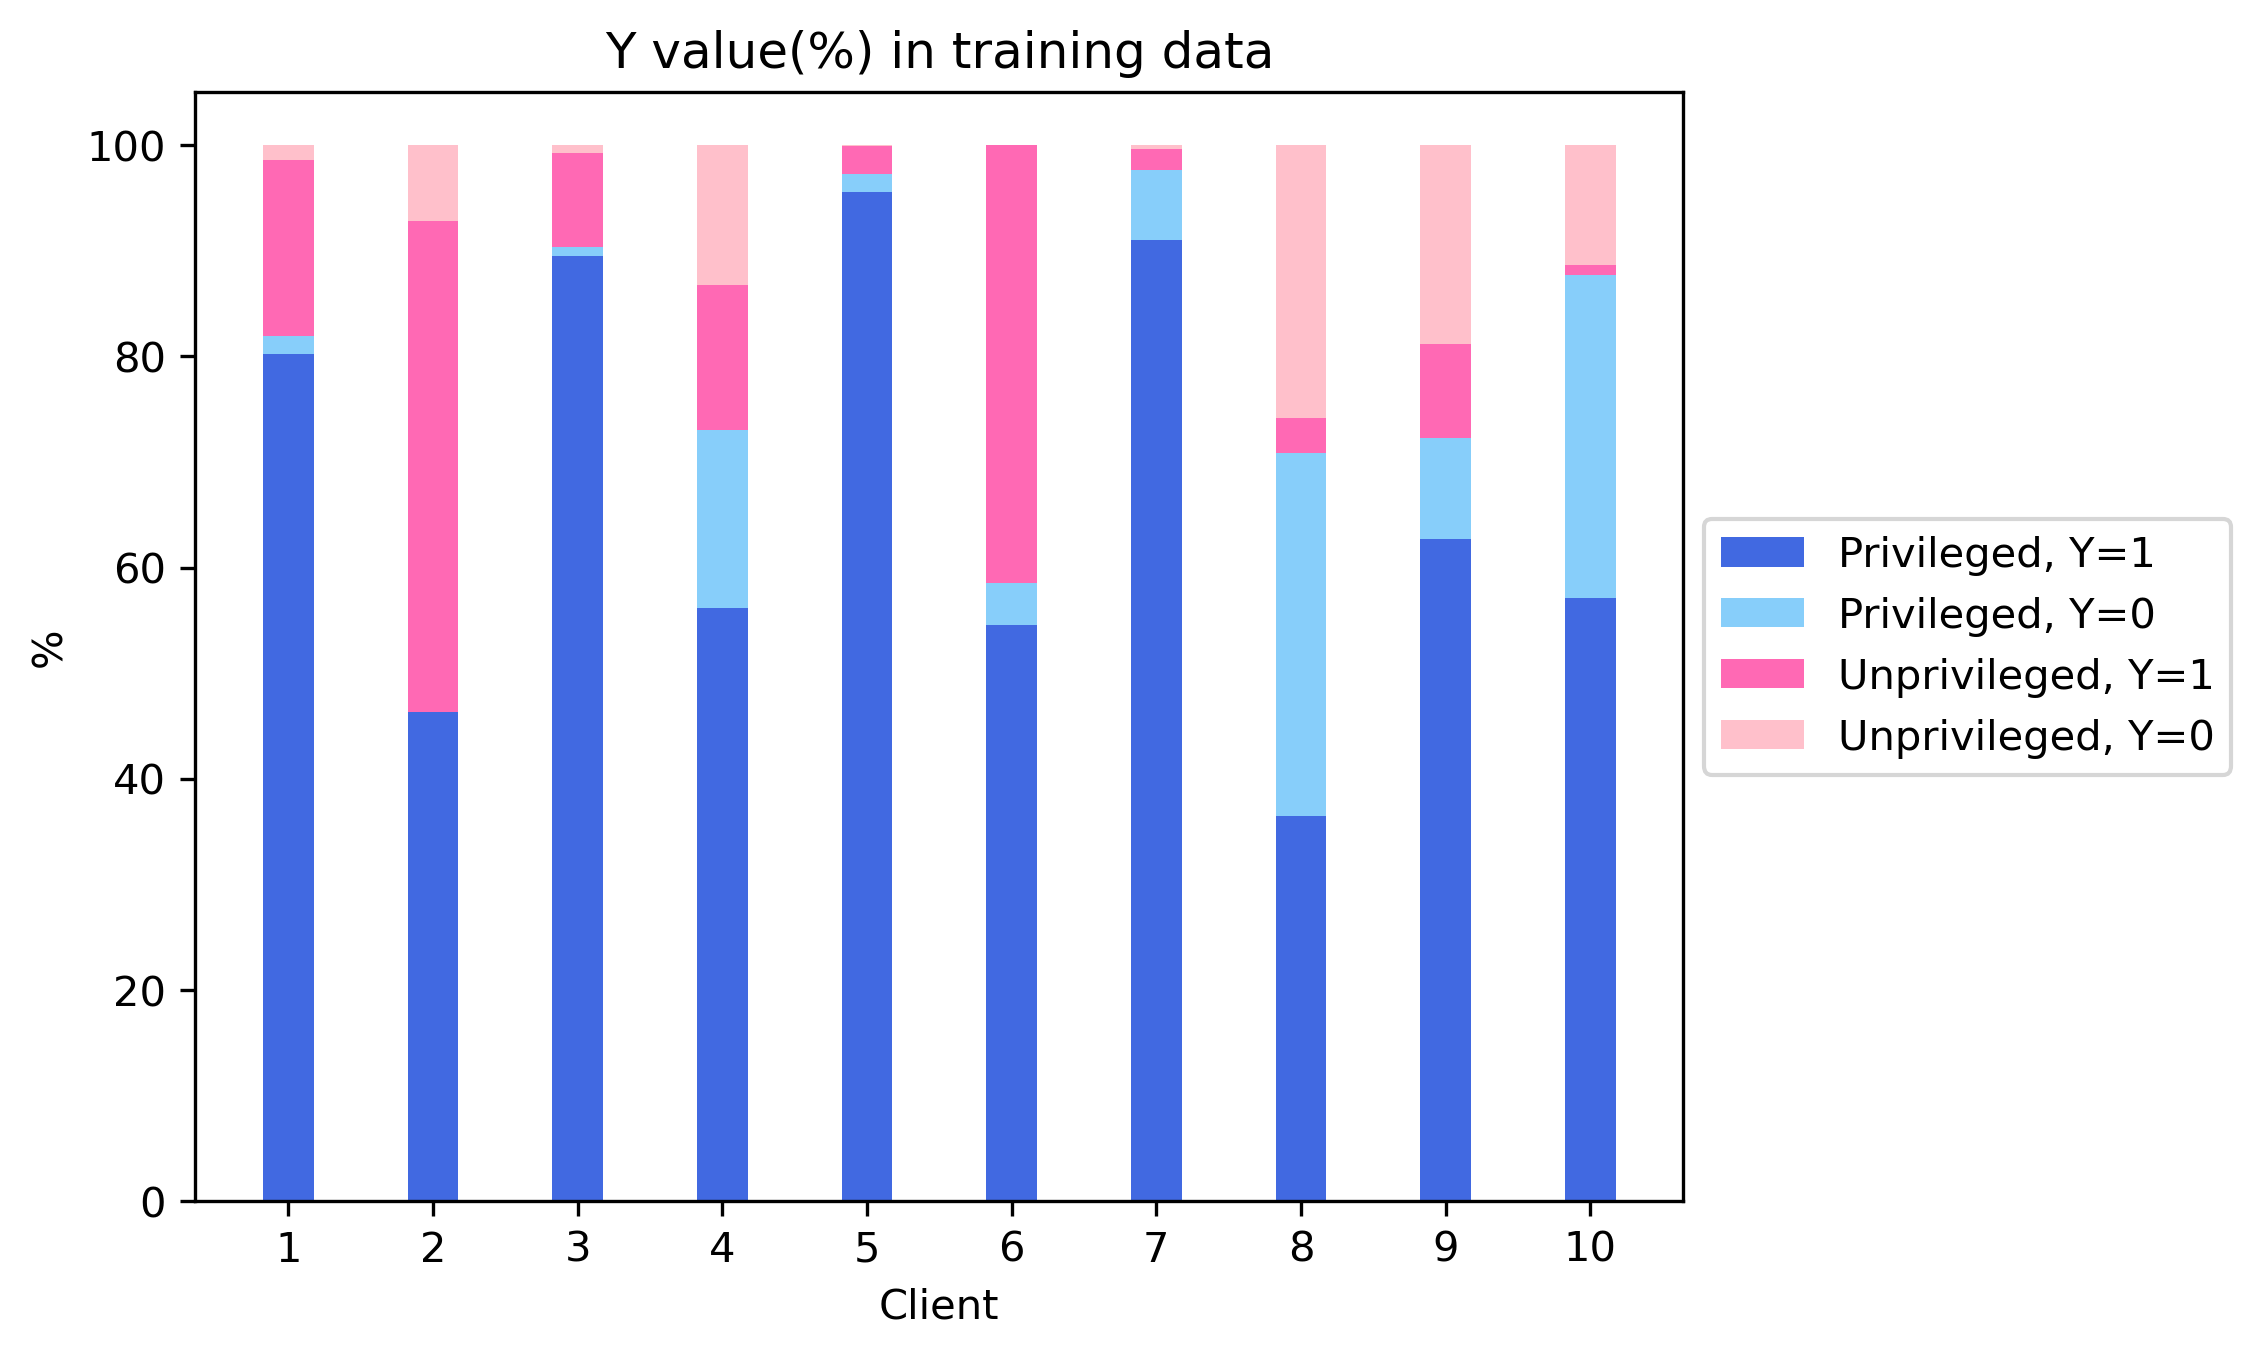 Y value(%) in training data
100
80
60
40
20
0
%
1 2 3 4 5 6 7 8 9 10
Client
Privileged, Y=1
Privileged, Y=0
Unprivileged, Y=1
Unprivileged, Y=0